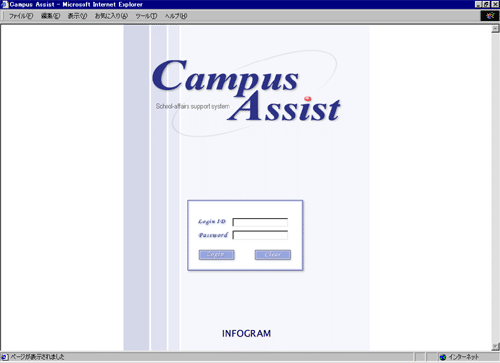 Campus Assist - Microsoft Internet Explorer
ファイル(F) 編集(E) 表示(V) お気に入り(A) ツール(T) ヘルプ(H)
Campus
School-affairs support system
Assist
Login ID
Password
Login Clear
INFOGRAM
ページが表示されました
インターネット